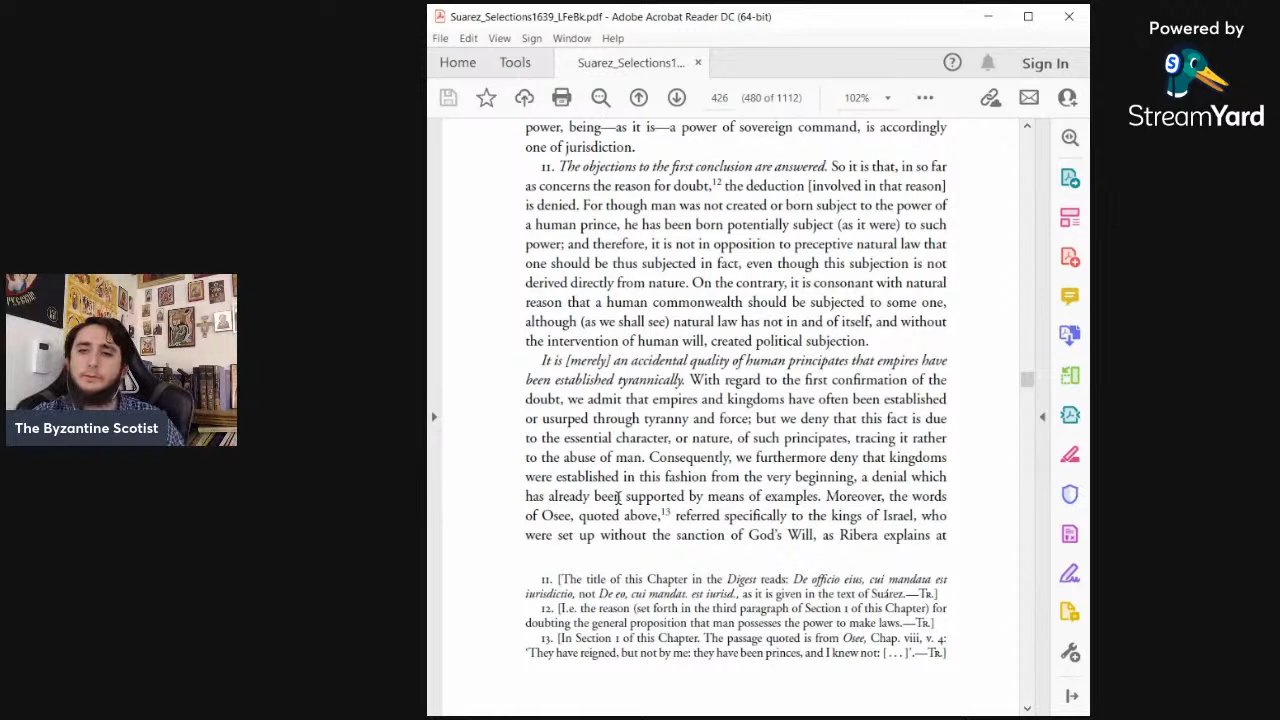 Suarez_Selections1639_LFeBk.pdf - Adobe Acrobat Reader DC (64-bit)
File Edit View Sign Window Help
Home Tools Suarez_Selections1... × Sign In
426 (480 of 1112) 102%
power, being—as it is—a power of sovereign command, is accordingly
one of jurisdiction.
11. The objections to the first conclusion are answered. So it is that, in so far
as concerns the reason for doubt,12 the deduction [involved in that reason]
is denied. For though man was not created or born subject to the power of
a human prince, he has been born potentially subject (as it were) to such
power; and therefore, it is not in opposition to preceptive natural law that
one should be thus subjected in fact, even though this subjection is not
derived directly from nature. On the contrary, it is consonant with natural
reason that a human commonwealth should be subjected to some one,
although (as we shall see) natural law has not in and of itself, and without
the intervention of human will, created political subjection.
It is [merely] an accidental quality of human principates that empires have
been established tyrannically. With regard to the first confirmation of the
doubt, we admit that empires and kingdoms have often been established
or usurped through tyranny and force; but we deny that this fact is due
to the essential character, or nature, of such principates, tracing it rather
to the abuse of man. Consequently, we furthermore deny that kingdoms
were established in this fashion from the very beginning, a denial which
has already been supported by means of examples. Moreover, the words
of Osee, quoted above,13 referred specifically to the kings of Israel, who
were set up without the sanction of God's Will, as Ribera explains at
11. [The title of this Chapter in the Digest reads: De officio eius, cui mandata est
iurisdictio, not De eo, cui mandat. est iurisd., as it is given in the text of Suárez.—Tr.]
12. [I.e. the reason (set forth in the third paragraph of Section 1 of this Chapter) for
doubting the general proposition that man possesses the power to make laws.—Tr.]
13. [In Section 1 of this Chapter. The passage quoted is from Osee, Chap. viii, v. 4:
'They have reigned, but not by me: they have been princes, and I knew not: [ . . . ]'.—Tr.]
The Byzantine Scotist
Powered by
S
StreamYard